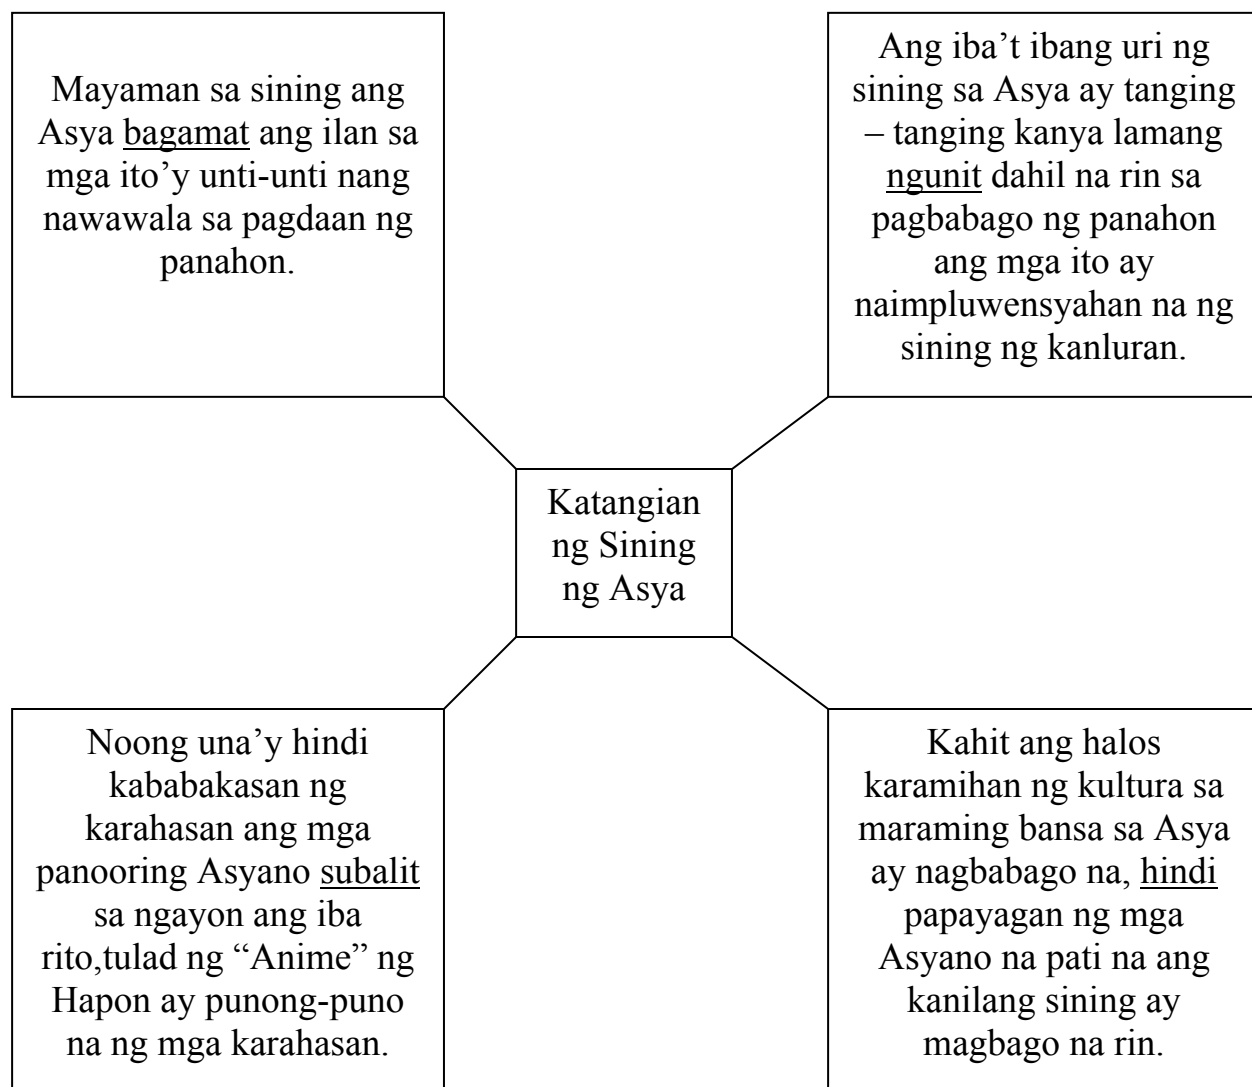 Mayaman sa sining ang
Asya bagamat ang ilan sa
mga ito’y unti-unti nang
nawawala sa pagdaan ng
panahon.
Ang iba’t ibang uri ng
sining sa Asya ay tanging
– tanging kanya lamang
ngunit dahil na rin sa
pagbabago ng panahon
ang mga ito ay
naimpluwensyahan na ng
sining ng kanluran.
Katangian
ng Sining
ng Asya
Noong una’y hindi
kababakasan ng
karahasan ang mga
panooring Asyano subalit
sa ngayon ang iba
rito,tulad ng “Anime” ng
Hapon ay punong-puno
na ng mga karahasan.
Kahit ang halos
karamihan ng kultura sa
maraming bansa sa Asya
ay nagbabago na, hindi
papayagan ng mga
Asyano na pati na ang
kanilang sining ay
magbago na rin.